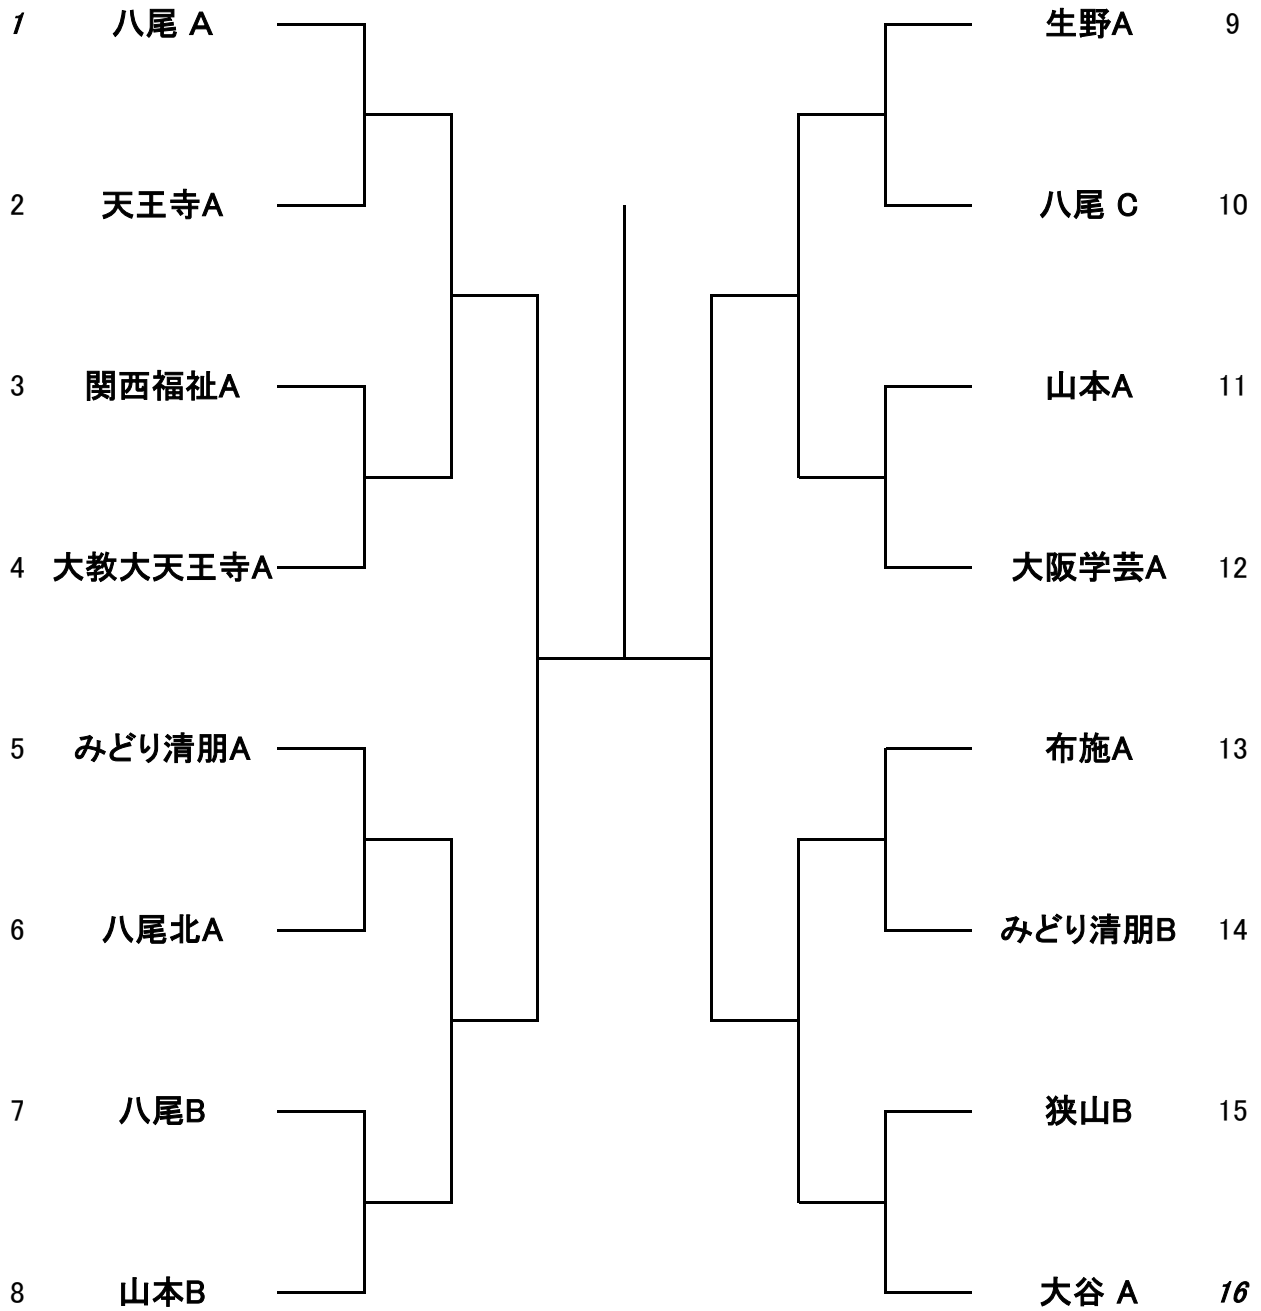 1 八尾 A
2 天王寺A
3 関西福祉A
4 大教大天王寺A
5 みどり清朋A
6 八尾北A
7 八尾B
8 山本B
生野A 9
八尾 C 10
山本A 11
大阪学芸A 12
布施A 13
みどり清朋B 14
狭山B 15
大谷 A 16